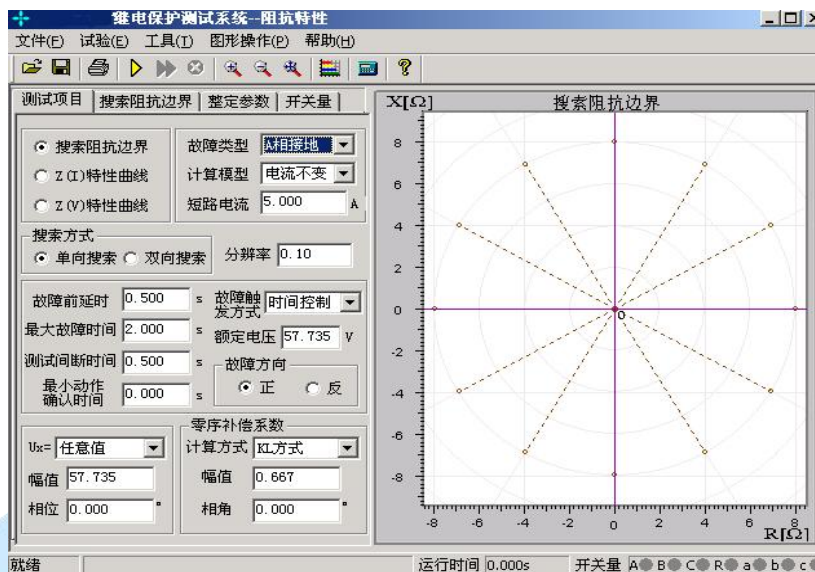 继电保护测试系统--阻抗特性
文件(F) 试验(E) 工具(T) 图形操作(P) 帮助(H)
测试项目 搜索阻抗边界 整定参数 开关量
搜索阻抗边界
Z(I)特性曲线
Z(V)特性曲线
故障类型 A相接地
计算模型 电流不变
短路电流 5.000 A
搜索方式
单向搜索 双向搜索
分辨率 0.10
故障前延时 0.500 s
最大故障时间 2.000 s
测试间断时间 0.500 s
最小动作
确认时间 0.000 s
故障触
发方式 时间控制
额定电压 57.735 V
故障方向
正 反
Ux= 任意值
幅值 57.735
相位 0.000 °
零序补偿系数
计算方式 KL方式
幅值 0.667
相角 0.000 °
X[Ω] 搜索阻抗边界
8
6
4
2
0
-2
-4
-6
-8
0
-8 -6 -4 -2 0 2 4 6 8
R[Ω]
就绪 运行时间 0.000s 开关量 A B C R a b c